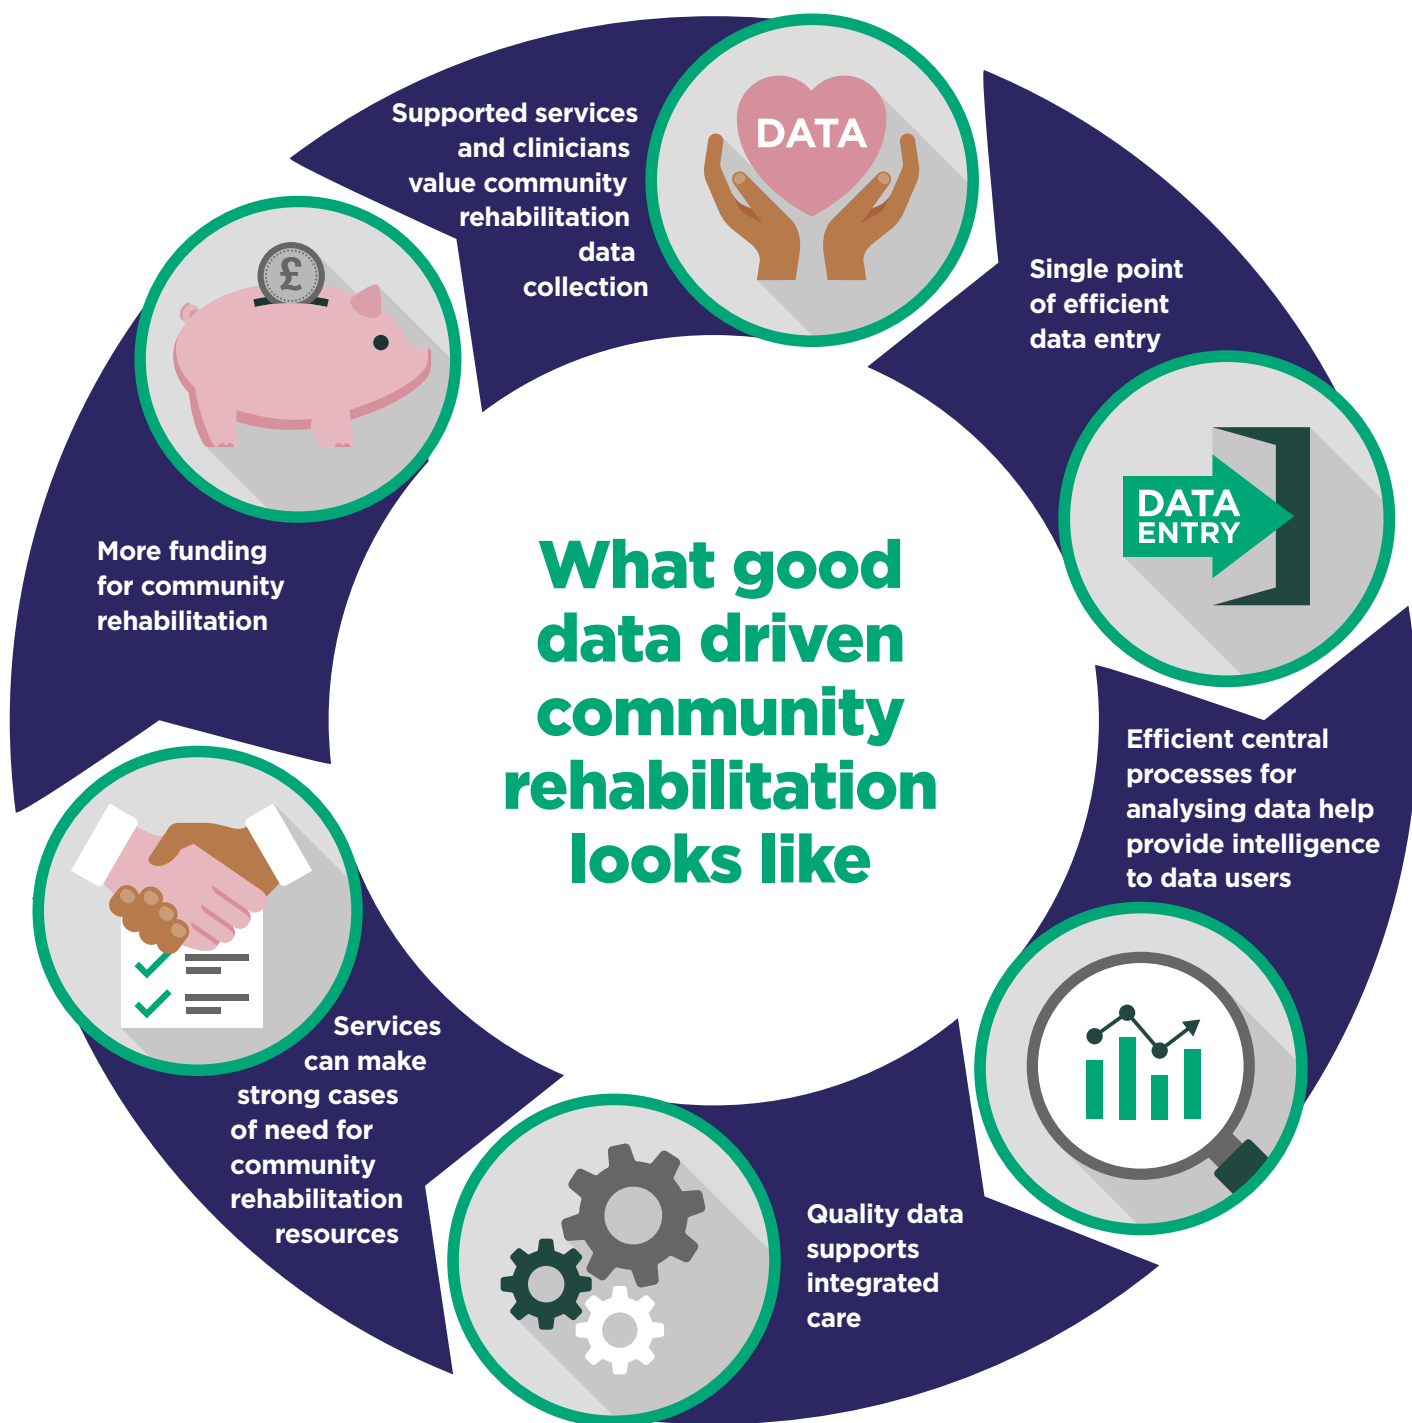 Supported services
and clinicians
value community
rehabilitation
data
collection
DATA
Single point
of efficient
data entry
DATA
ENTRY
Efficient central
processes for
analysing data help
provide intelligence
to data users
Quality data
supports
integrated
care
Services
can make
strong cases
of need for
community
rehabilitation
resources
More funding
for community
rehabilitation
£
What good
data driven
community
rehabilitation
looks like